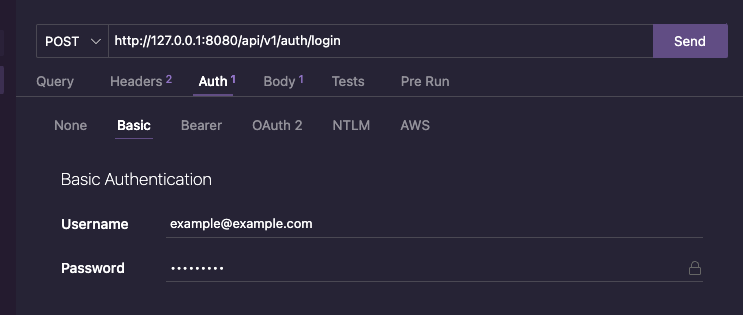 POST http://127.0.0.1:8080/api/v1/auth/login Send
Query Headers 2 Auth 1 Body 1 Tests Pre Run
None Basic Bearer OAuth 2 NTLM AWS
Basic Authentication
Username example@example.com
Password •••••••••